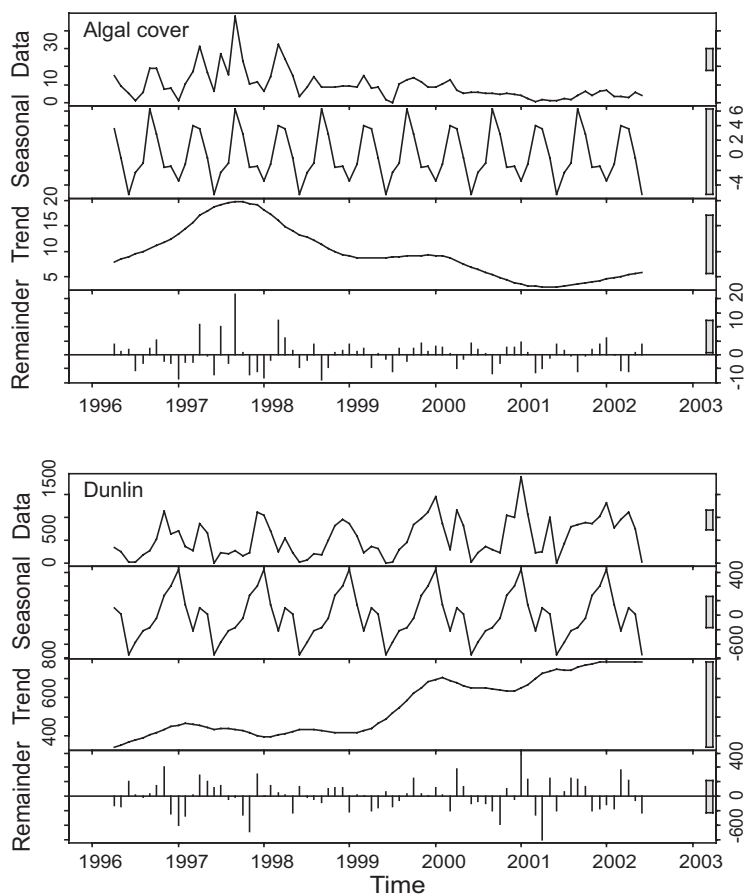 Algal cover
Data
0 10 30
Seasonal
-4 0 2 4 6
Trend
5 10 15 20
Remainder
-10 0 10 20
1996 1997 1998 1999 2000 2001 2002 2003
Dunlin
Data
0 500 1500
Seasonal
-600 0 400
Trend
400 600 800
800
Remainder
-600 0 400
1996 1997 1998 1999 2000 2001 2002 2003
Time